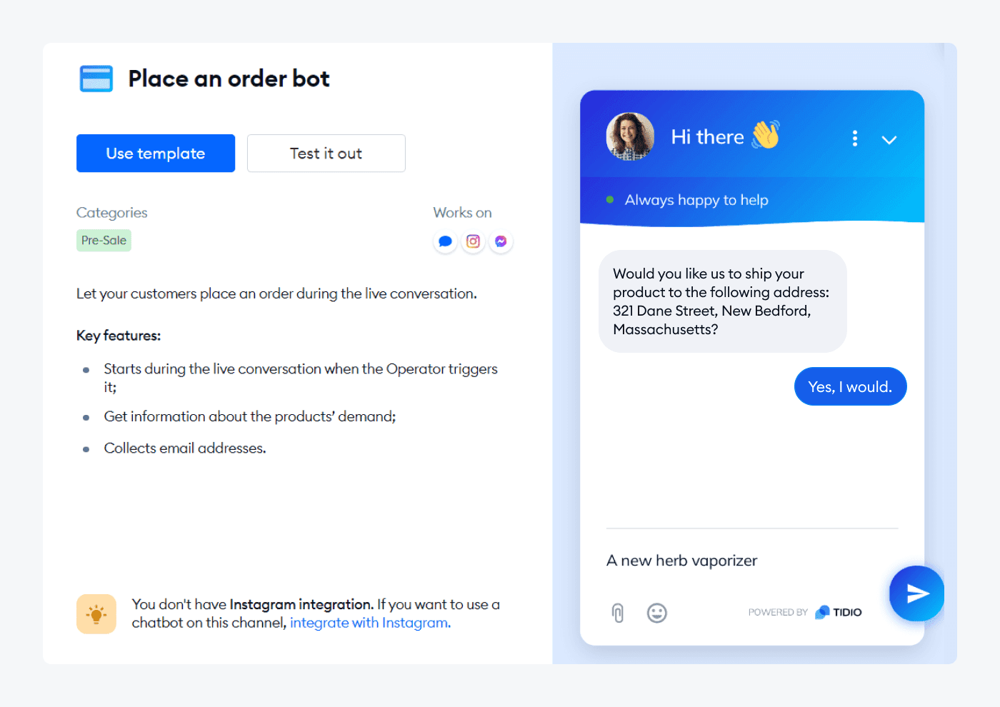 Place an order bot
Use template
Test it out
Categories
Works on
Pre-Sale
Let your customers place an order during the live conversation.
Key features:
Starts during the live conversation when the Operator triggers
it;
Get information about the products’ demand;
Collects email addresses.
You don't have Instagram integration. If you want to use a
chatbot on this channel, integrate with Instagram.
Hi there
Always happy to help
Would you like us to ship your
product to the following address:
321 Dane Street, New Bedford,
Massachusetts?
Yes, I would.
A new herb vaporizer
POWERED BY TIDIO